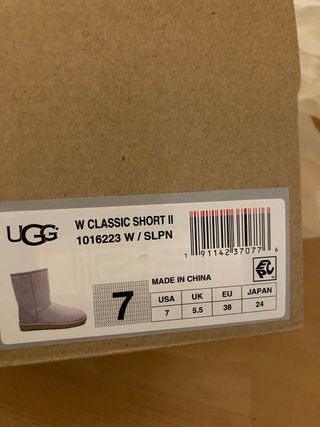 UGG
W CLASSIC SHORT II
1016223 W / SLPN
1 91142 37077 6
MADE IN CHINA
7
USA UK EU JAPAN
7 5.5 38 24